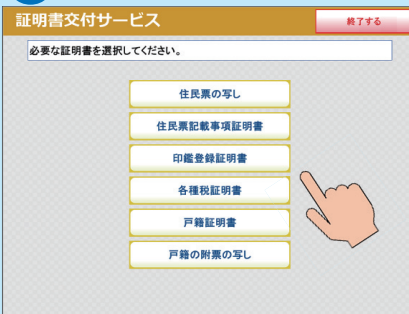 証明書交付サービス
終了する
必要な証明書を選択してください。
住民票の写し
住民票記載事項証明書
印鑑登録証明書
各種税証明書
戸籍証明書
戸籍の附票の写し